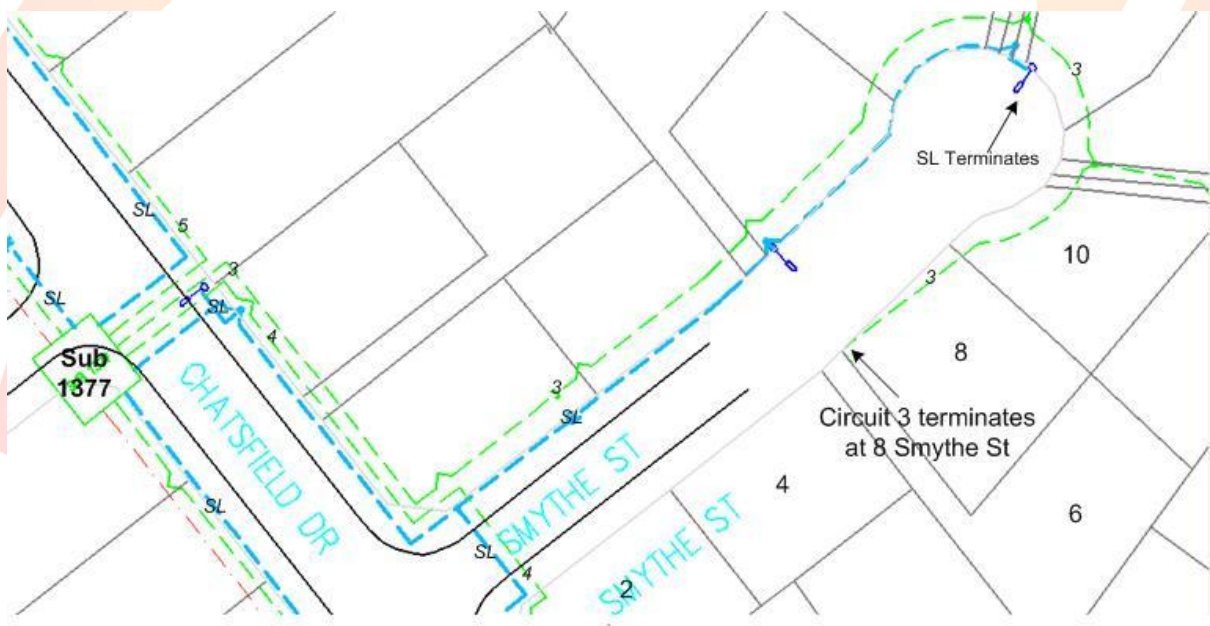 3
SL Terminates
SL
5
3
10
SL
SL
3
4
8
Sub
1377
3
Circuit 3 terminates
at 8 Smythe St
SL
CHATSFIELD DR
SMYTHE ST
4
SL
6
SL
4
SMYTHE ST
2